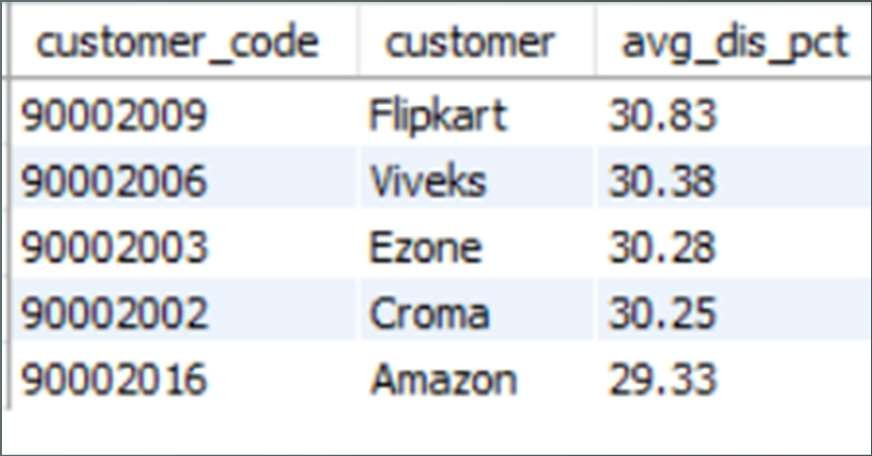 customer_code customer avg_dis_pct
90002009 Flipkart 30.83
90002006 Viveks 30.38
90002003 Ezone 30.28
90002002 Croma 30.25
90002016 Amazon 29.33